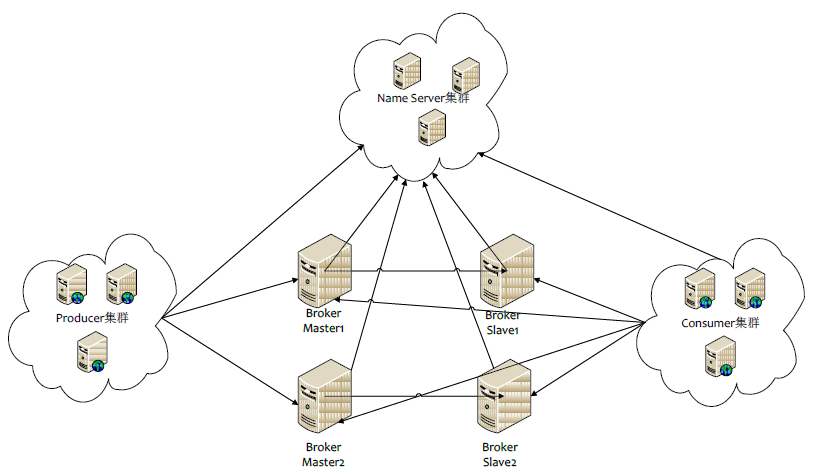 Name Server集群
Producer集群
Broker
Master1
Broker
Slave1
Consumer集群
Broker
Master2
Broker
Slave2